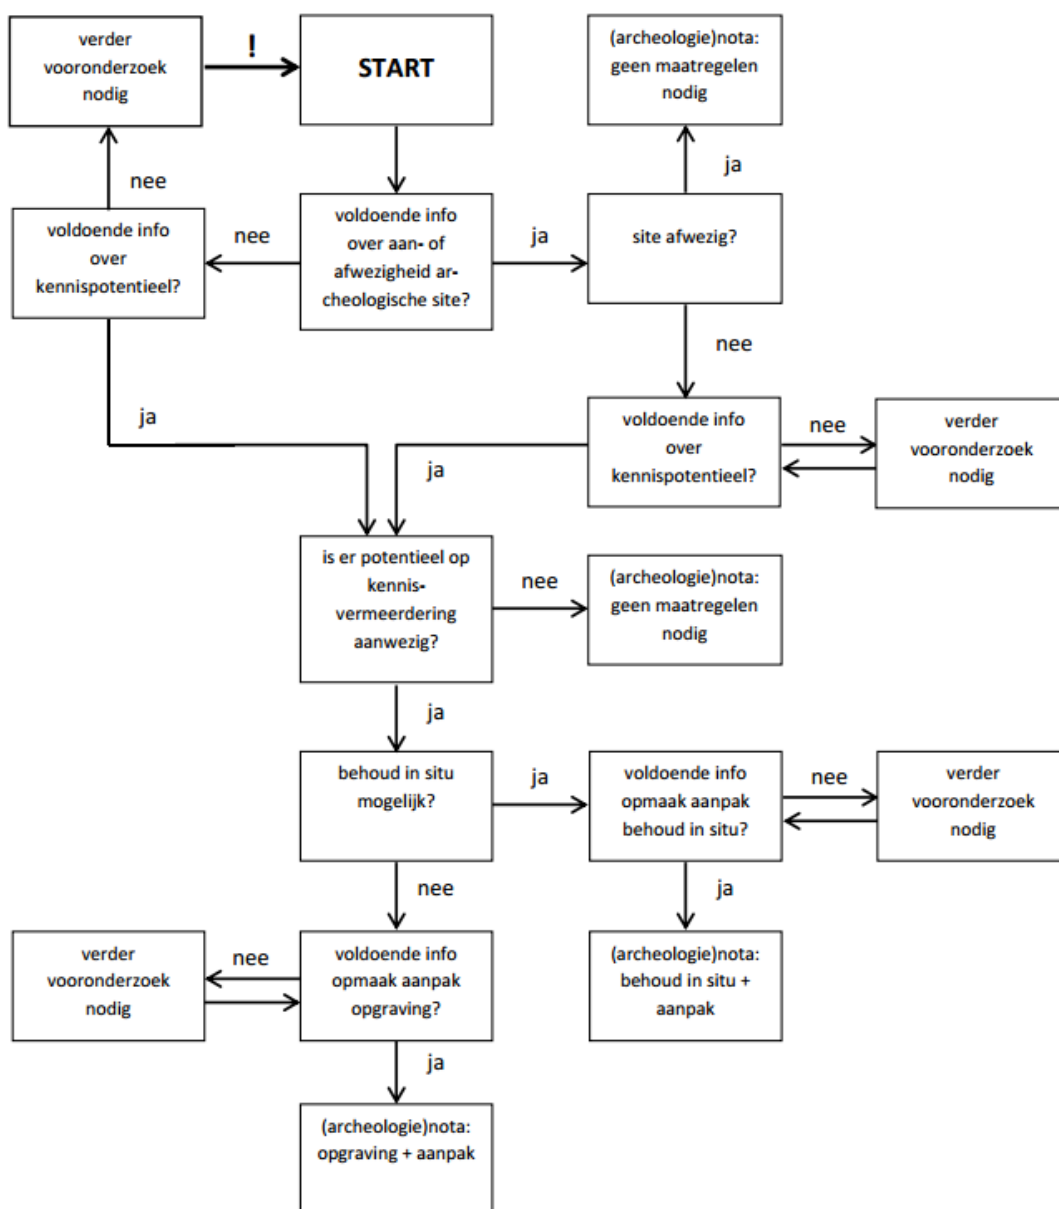 verder
vooronderzoek
nodig
!
START
(archeologie)nota:
geen maatregelen
nodig
nee
ja
voldoende info
over
kennispotentieel?
nee
voldoende info
over aan- of
afwezigheid ar-
cheologische site?
ja
site afwezig?
nee
ja
voldoende info
over
kennispotentieel?
nee
verder
vooronderzoek
nodig
ja
is er potentieel op
kennis-
vermeerdering
aanwezig?
nee
(archeologie)nota:
geen maatregelen
nodig
ja
behoud in situ
mogelijk?
ja
voldoende info
opmaak aanpak
behoud in situ?
nee
verder
vooronderzoek
nodig
nee
ja
verder
vooronderzoek
nodig
nee
voldoende info
opmaak aanpak
opgraving?
(archeologie)nota:
behoud in situ +
aanpak
ja
(archeologie)nota:
opgraving + aanpak